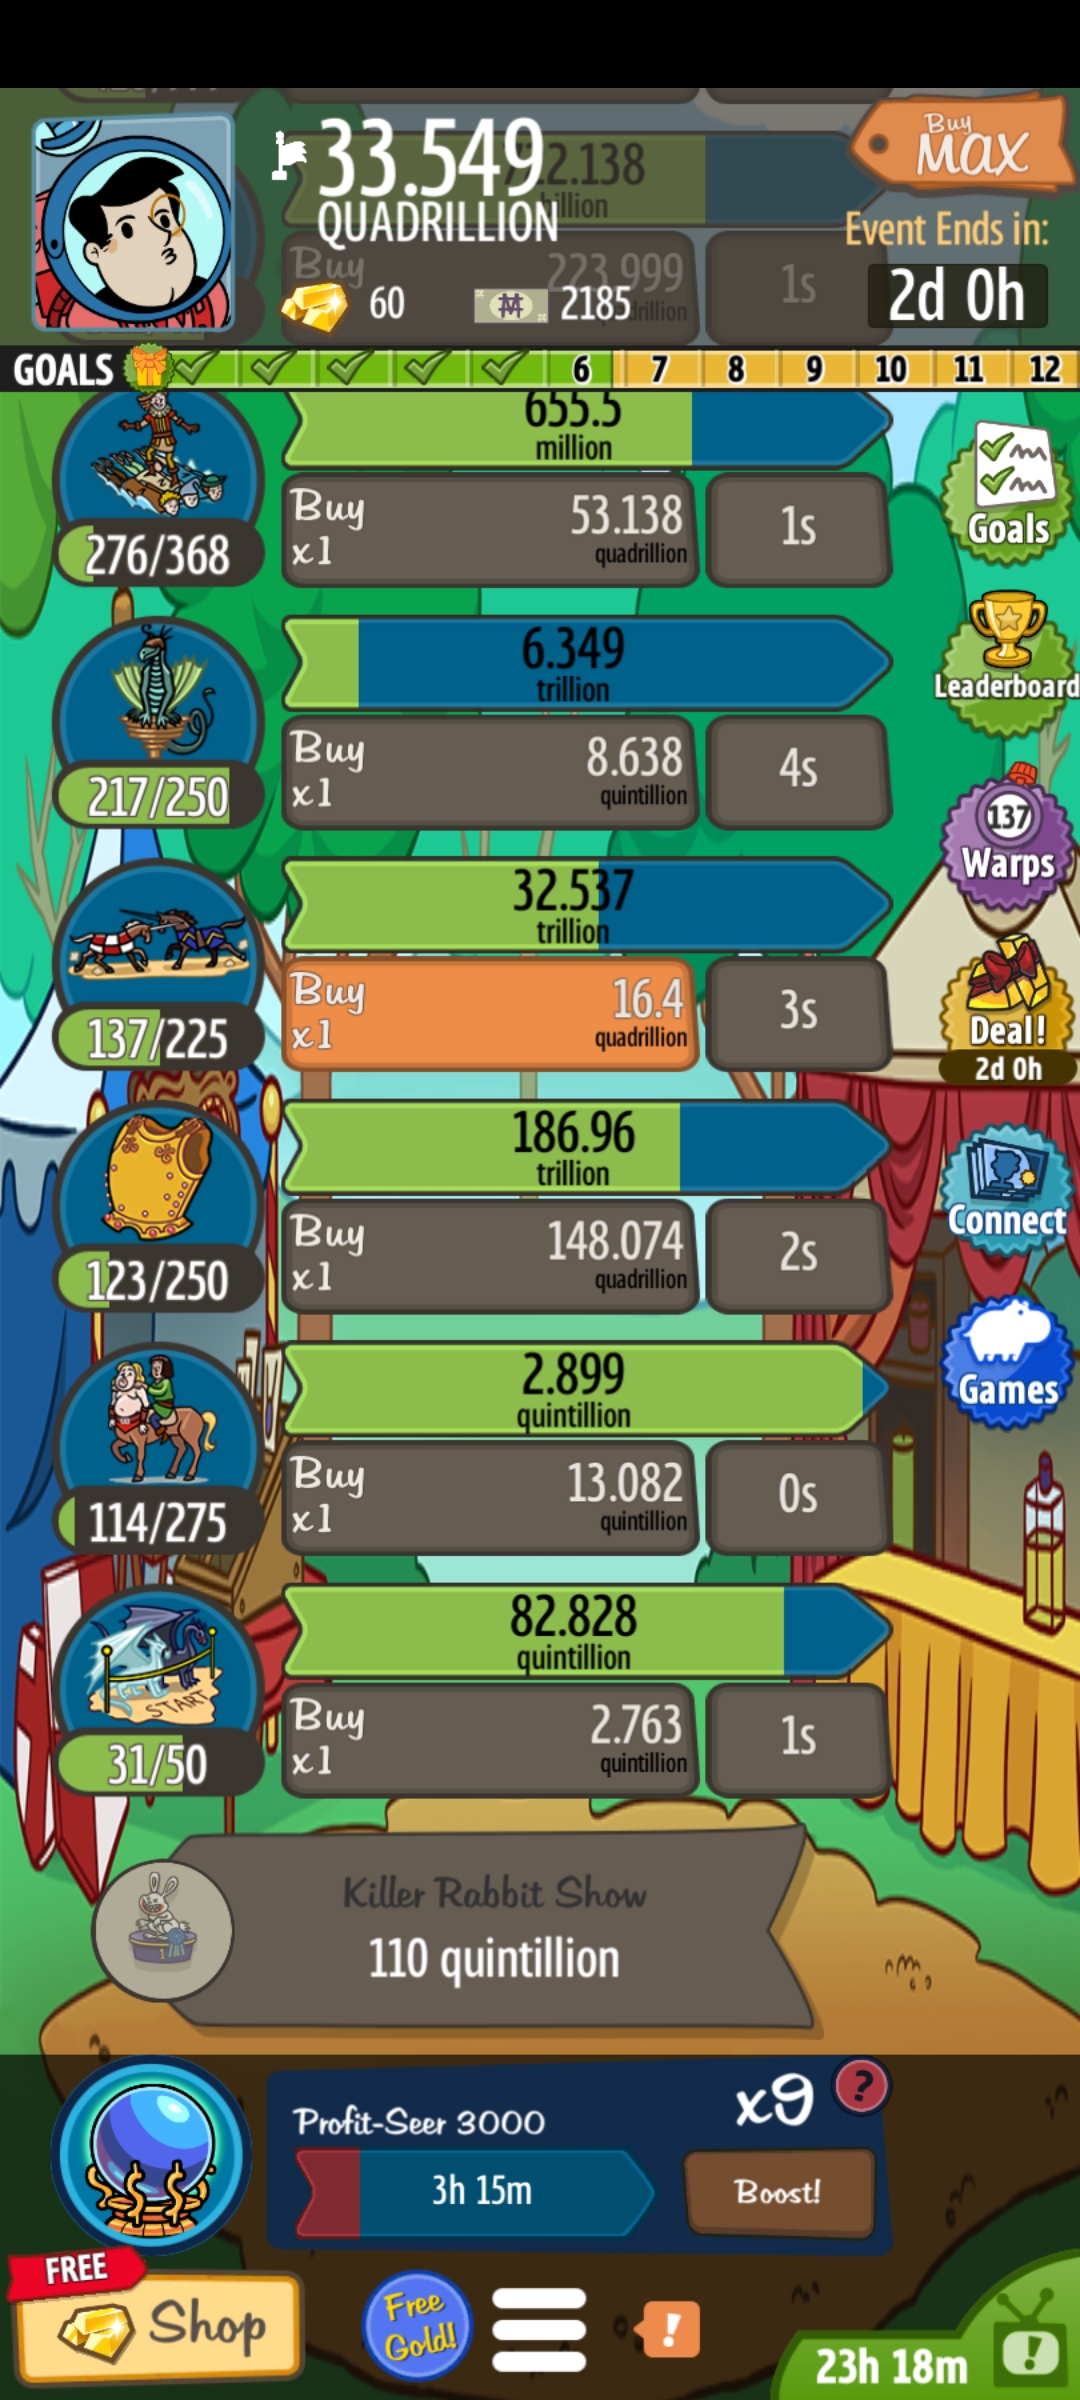 33.549
QUADRILLION
60
2185
Buy
MAX
Event Ends in:
2d 0h
22.138
billion
Buy
223.999
1s
GOALS 6 7 8 9 10 11 12
655.5
million
276/368
Buy
x1
53.138
quadrillion
1s
Goals
6.349
trillion
217/250
Buy
x1
8.638
quintillion
4s
Leaderboard
137
Warps
32.537
trillion
137/225
Buy
x1
16.4
quadrillion
3s
Deal!
2d 0h
186.96
trillion
123/250
Buy
x1
148.074
quadrillion
2s
Connect
2.899
quintillion
114/275
Buy
x1
13.082
quintillion
0s
Games
82.828
quintillion
START
31/50
Buy
x1
2.763
quintillion
1s
Killer Rabbit Show
110 quintillion
1
Profit-Seer 3000
x9
?
3h 15m
Boost!
FREE
Shop
Free
Gold!
!
23h 18m
!